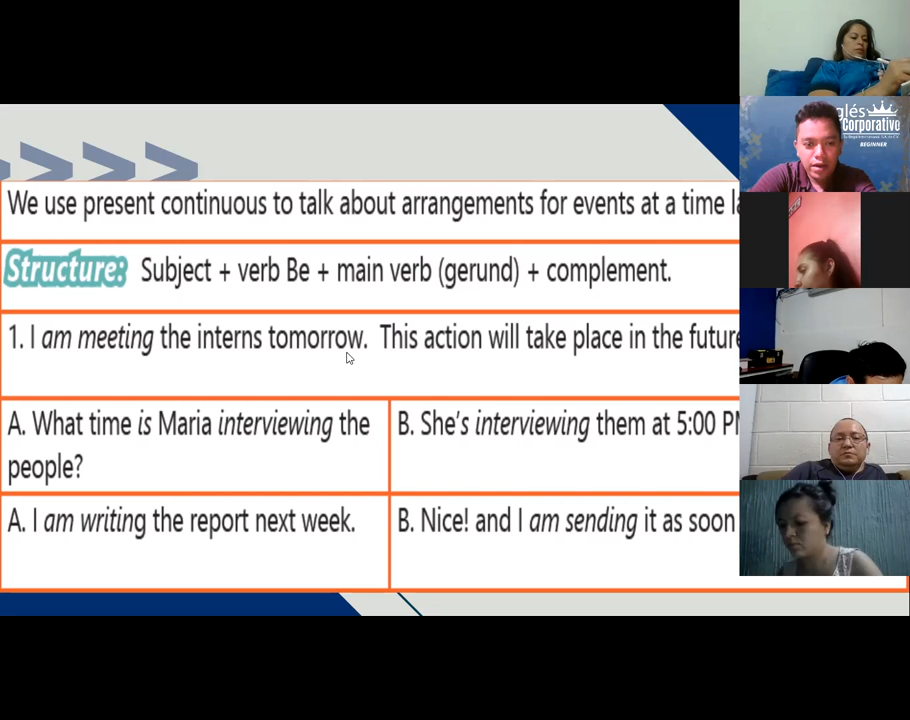 We use present continuous to talk about arrangements for events at a time
Structure: Subject + verb Be + main verb (gerund) + complement.
1. I am meeting the interns tomorrow. This action will take place in the future
A. What time is Maria interviewing the
people?
B. She's interviewing them at 5:00 P
A. I am writing the report next week.
B. Nice! and I am sending it as soon
glés
Corporativo
BEGINNER